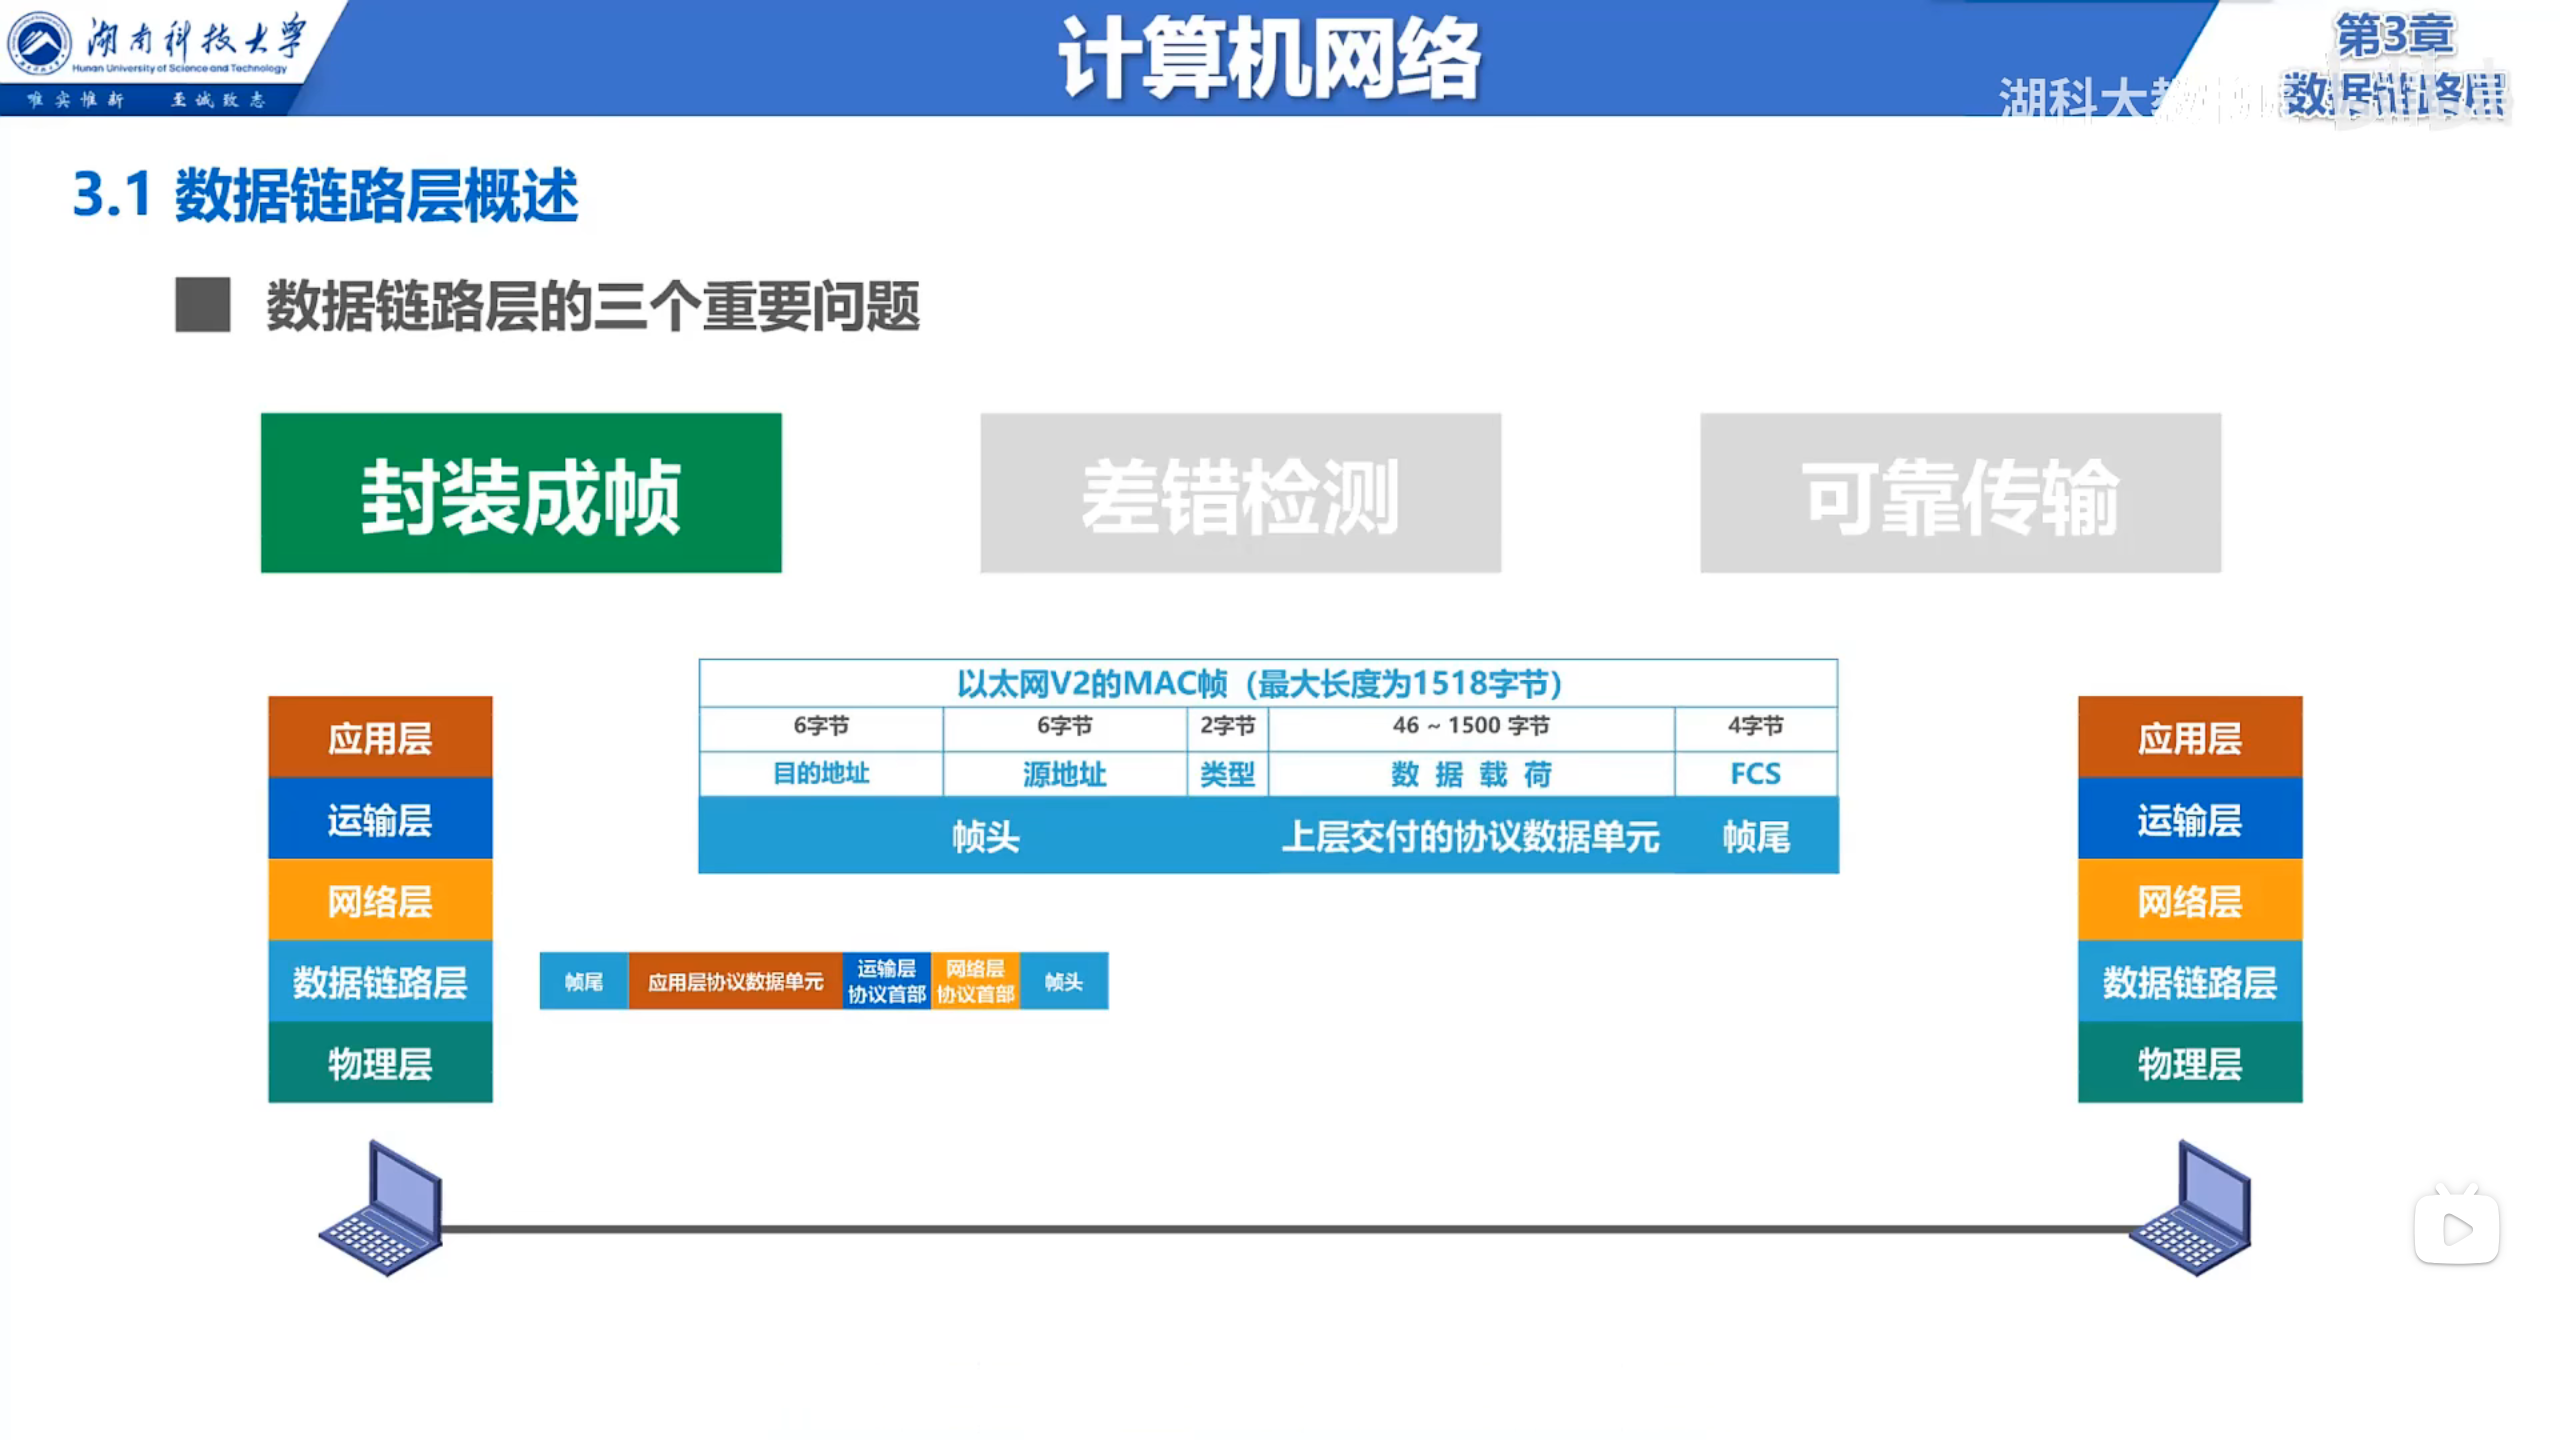 湖南科技大学
Hunan University of Science and Technology
唯实惟新 至诚致志
计算机网络
第3章
数据链路层
湖科大教
3.1 数据链路层概述
数据链路层的三个重要问题
封装成帧 差错检测 可靠传输
以太网V2的MAC帧（最大长度为1518字节）
6字节 6字节 2字节 46 ~ 1500 字节 4字节
目的地址 源地址 类型 数 据 载 荷 FCS
帧头 上层交付的协议数据单元 帧尾
应用层
运输层
网络层
数据链路层
物理层
帧尾 应用层协议数据单元 运输层 协议首部 网络层 协议首部 帧头
应用层
运输层
网络层
数据链路层
物理层